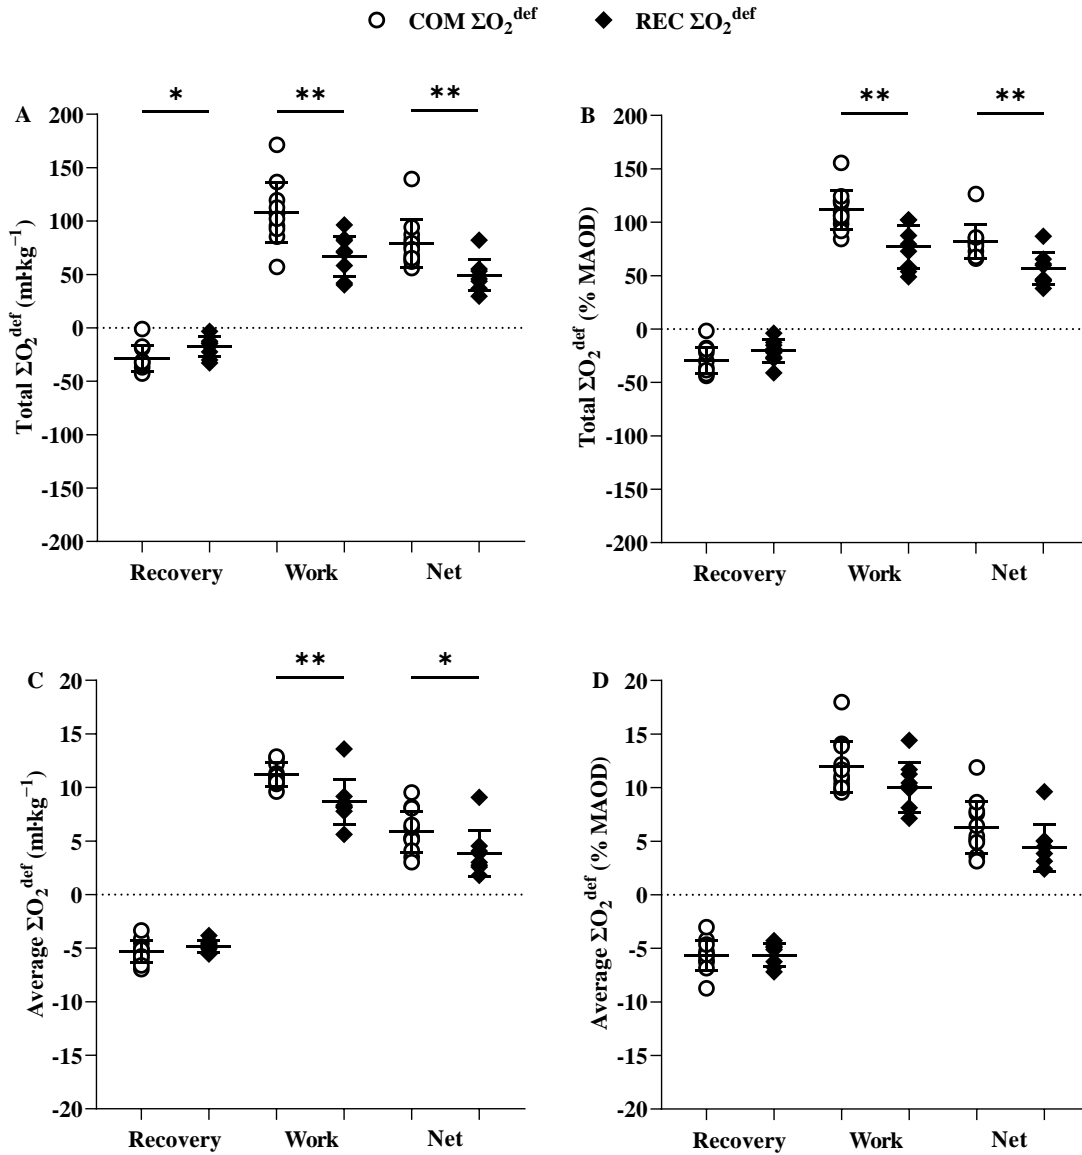 COM ΣO₂ᵈᵉᶠ REC ΣO₂ᵈᵉᶠ
A
* ** **
Total ΣO₂ᵈᵉᶠ (ml·kg⁻¹)
200
150
100
50
0
-50
-100
-150
-200
Recovery Work Net
B
** **
Total ΣO₂ᵈᵉᶠ (% MAOD)
200
150
100
50
0
-50
-100
-150
-200
Recovery Work Net
C
** *
Average ΣO₂ᵈᵉᶠ (ml·kg⁻¹)
20
15
10
5
0
-5
-10
-15
-20
Recovery Work Net
D
Average ΣO₂ᵈᵉᶠ (% MAOD)
20
15
10
5
0
-5
-10
-15
-20
Recovery Work Net